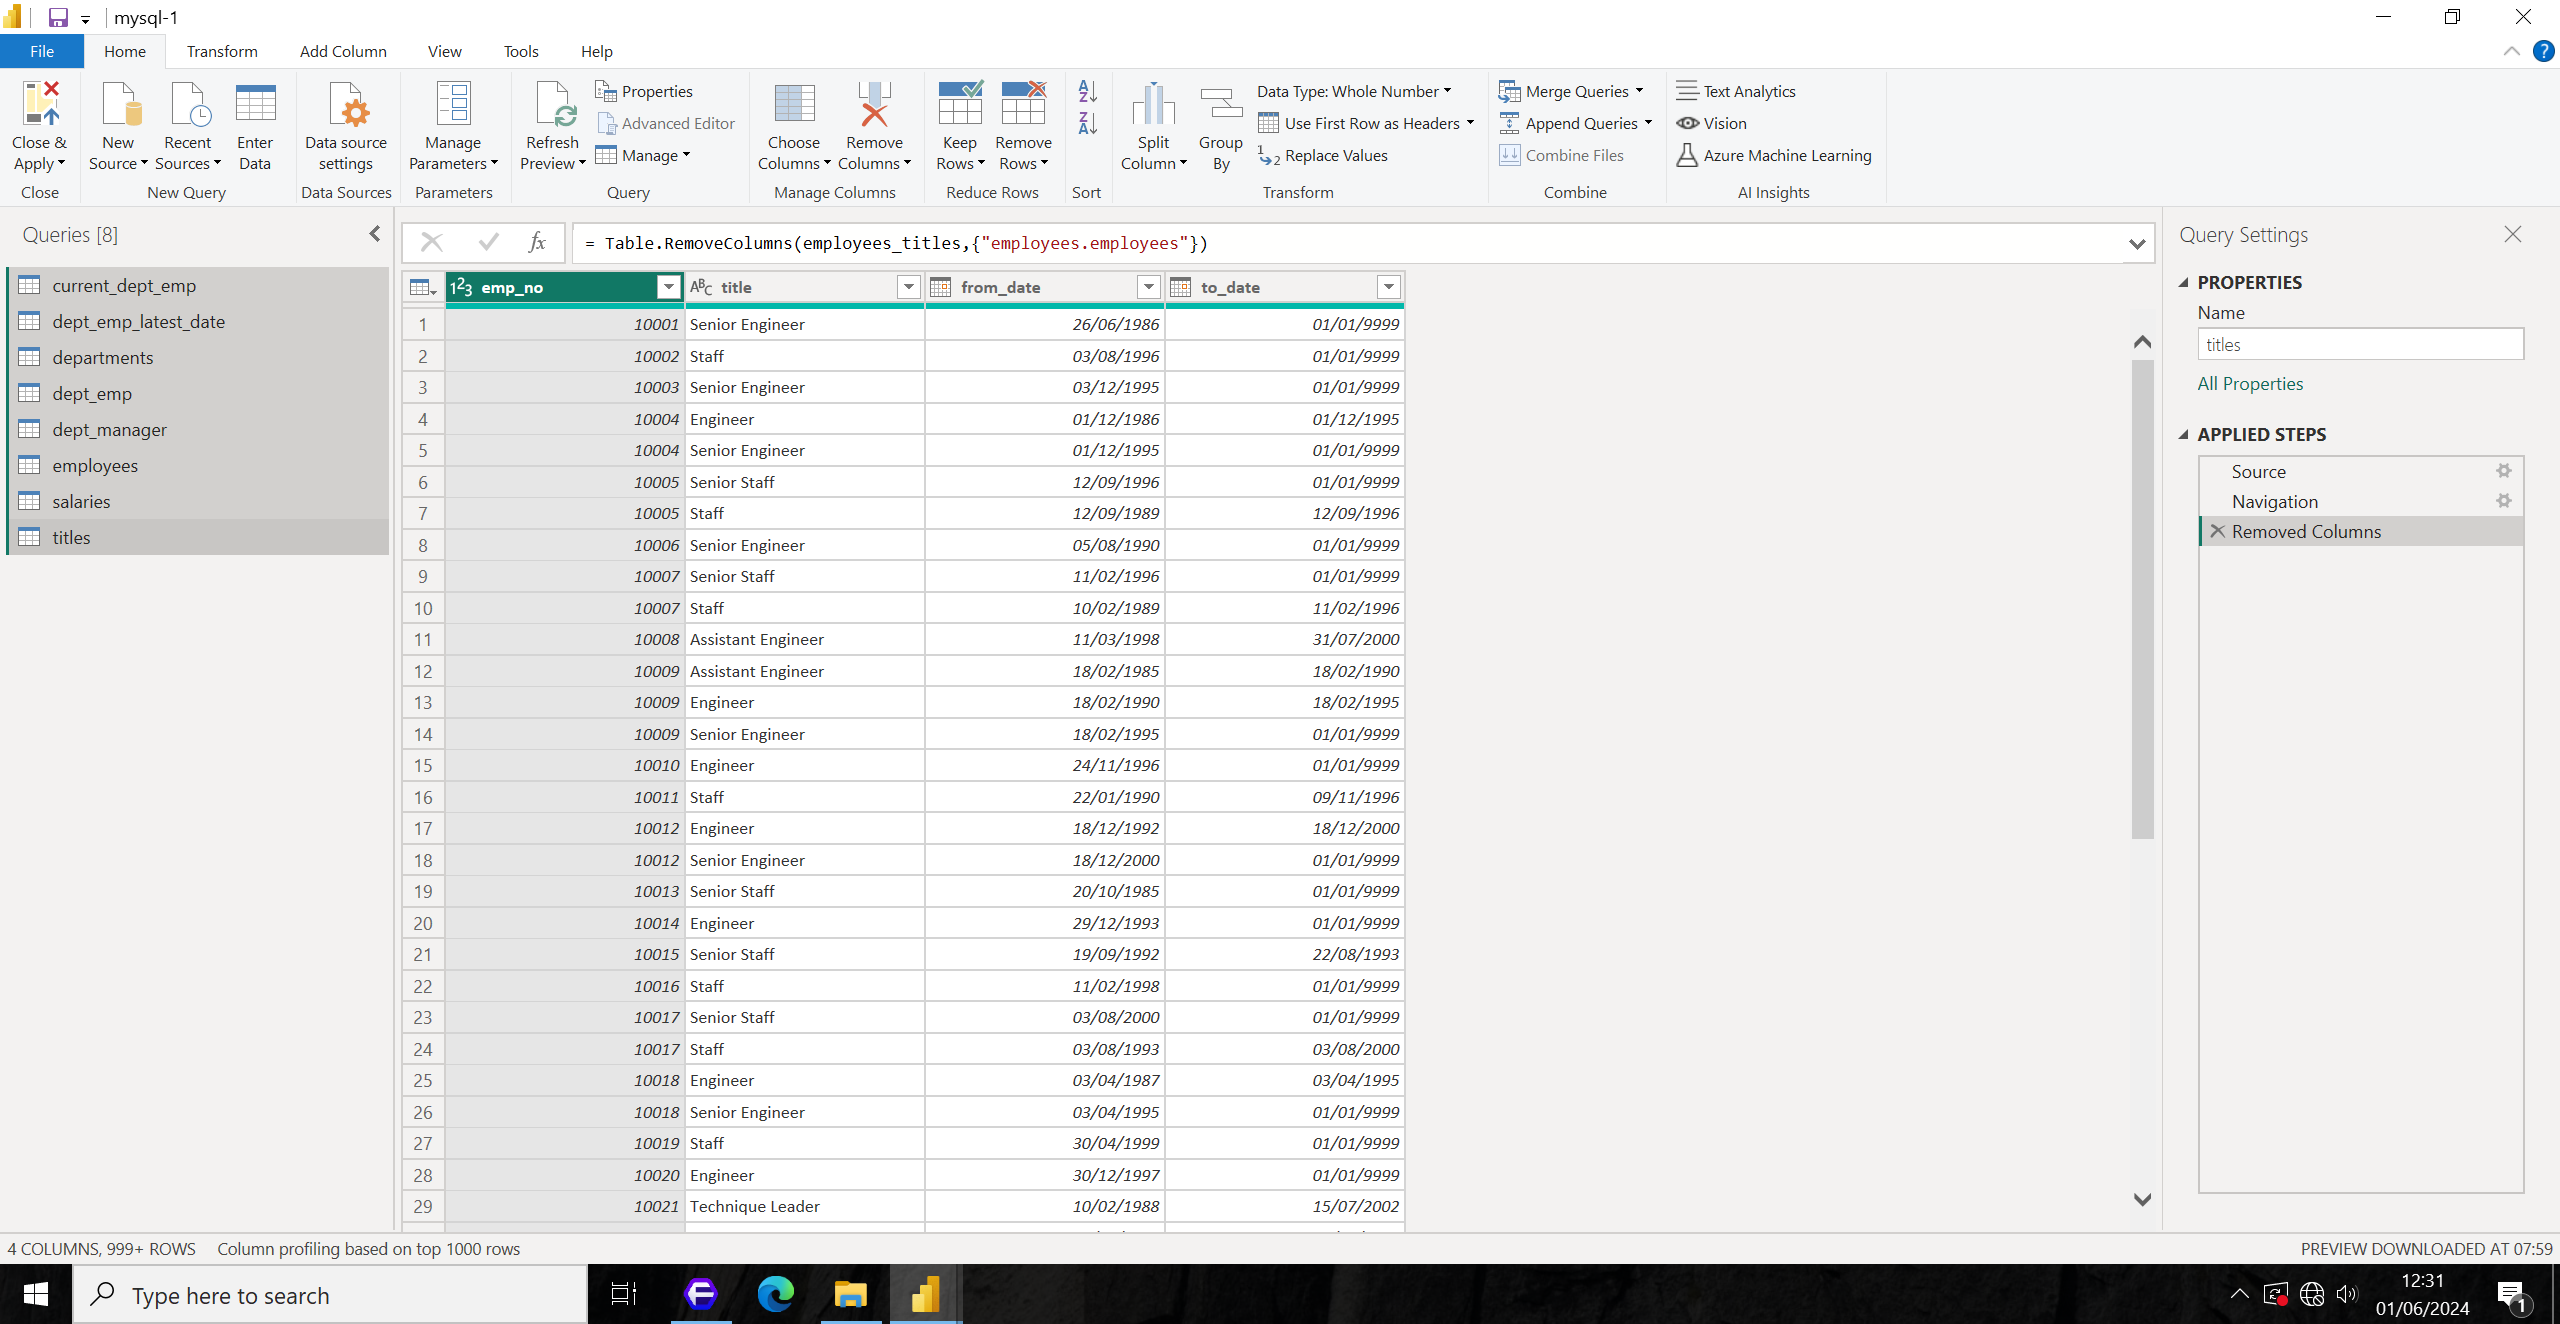 mysql-1
File Home Transform Add Column View Tools Help
Close & Apply New Source Recent Sources Enter Data Data source settings Manage Parameters Refresh Preview Properties Advanced Editor Manage Choose Columns Remove Columns Keep Rows Remove Rows Split Column Group By Data Type: Whole Number Use First Row as Headers Replace Values Merge Queries Append Queries Combine Files Text Analytics Vision Azure Machine Learning
Close New Query Data Sources Parameters Query Manage Columns Reduce Rows Sort Transform Combine AI Insights
Queries [8]
current_dept_emp
dept_emp_latest_date
departments
dept_emp
dept_manager
employees
salaries
titles
fx = Table.RemoveColumns(employees_titles,{"employees.employees"})
emp_no title from_date to_date
1 10001 Senior Engineer 26/06/1986 01/01/9999
2 10002 Staff 03/08/1996 01/01/9999
3 10003 Senior Engineer 03/12/1995 01/01/9999
4 10004 Engineer 01/12/1986 01/12/1995
5 10004 Senior Engineer 01/12/1995 01/01/9999
6 10005 Senior Staff 12/09/1996 01/01/9999
7 10005 Staff 12/09/1989 12/09/1996
8 10006 Senior Engineer 05/08/1990 01/01/9999
9 10007 Senior Staff 11/02/1996 01/01/9999
10 10007 Staff 10/02/1989 11/02/1996
11 10008 Assistant Engineer 11/03/1998 31/07/2000
12 10009 Assistant Engineer 18/02/1985 18/02/1990
13 10009 Engineer 18/02/1990 18/02/1995
14 10009 Senior Engineer 18/02/1995 01/01/9999
15 10010 Engineer 24/11/1996 01/01/9999
16 10011 Staff 22/01/1990 09/11/1996
17 10012 Engineer 18/12/1992 18/12/2000
18 10012 Senior Engineer 18/12/2000 01/01/9999
19 10013 Senior Staff 20/10/1985 01/01/9999
20 10014 Engineer 29/12/1993 01/01/9999
21 10015 Senior Staff 19/09/1992 22/08/1993
22 10016 Staff 11/02/1998 01/01/9999
23 10017 Senior Staff 03/08/2000 01/01/9999
24 10017 Staff 03/08/1993 03/08/2000
25 10018 Engineer 03/04/1987 03/04/1995
26 10018 Senior Engineer 03/04/1995 01/01/9999
27 10019 Staff 30/04/1999 01/01/9999
28 10020 Engineer 30/12/1997 01/01/9999
29 10021 Technique Leader 10/02/1988 15/07/2002
Query Settings
PROPERTIES
Name
titles
All Properties
APPLIED STEPS
Source
Navigation
Removed Columns
4 COLUMNS, 999+ ROWS Column profiling based on top 1000 rows PREVIEW DOWNLOADED AT 07:59
Type here to search
12:31
01/06/2024
1